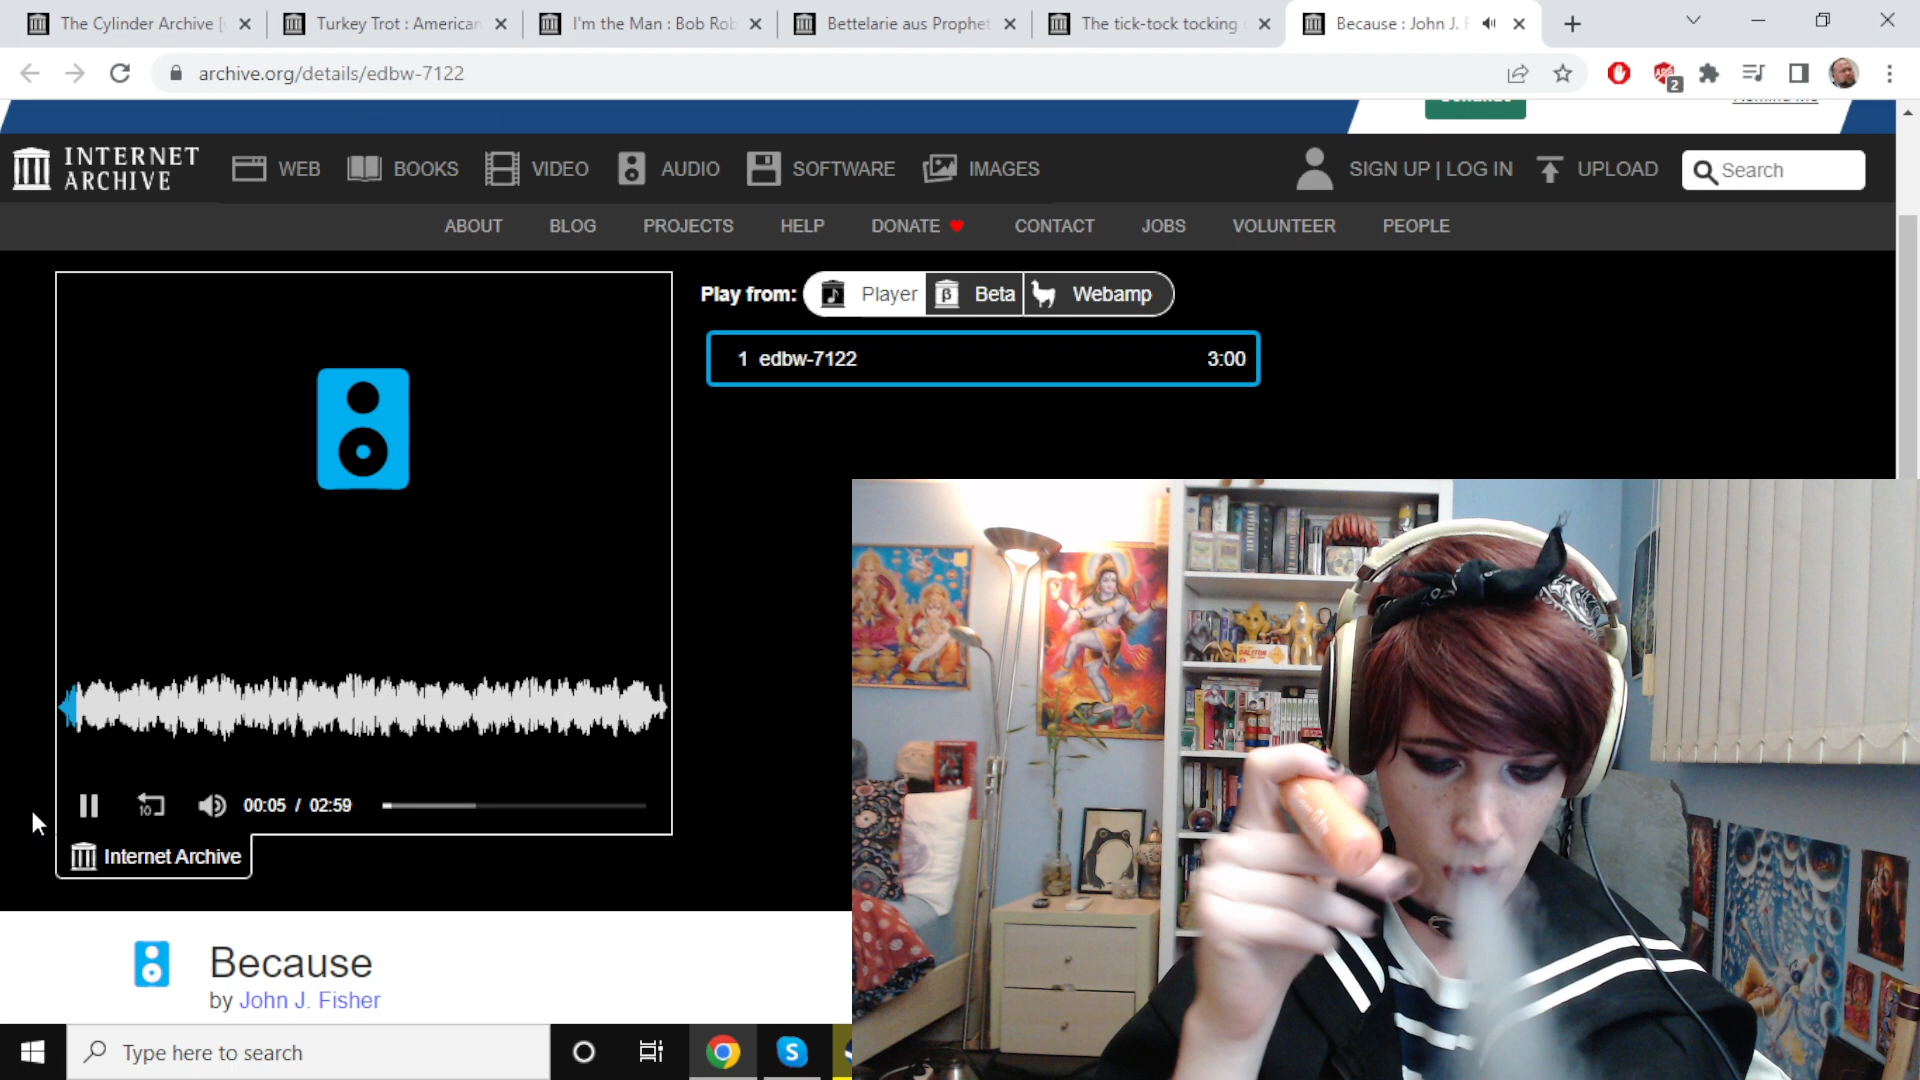 The Cylinder Archive
Turkey Trot : American
I'm the Man : Bob Rob
Bettelarie aus Prophet
The tick-tock tocking
Because : John J. F
archive.org/details/edbw-7122
2
INTERNET ARCHIVE
WEB
BOOKS
VIDEO
AUDIO
SOFTWARE
IMAGES
SIGN UP | LOG IN
UPLOAD
Search
ABOUT
BLOG
PROJECTS
HELP
DONATE
CONTACT
JOBS
VOLUNTEER
PEOPLE
Play from:
Player
β
Beta
Webamp
1 edbw-7122 3:00
10
00:05 / 02:59
Internet Archive
Because
by John J. Fisher
Type here to search
S